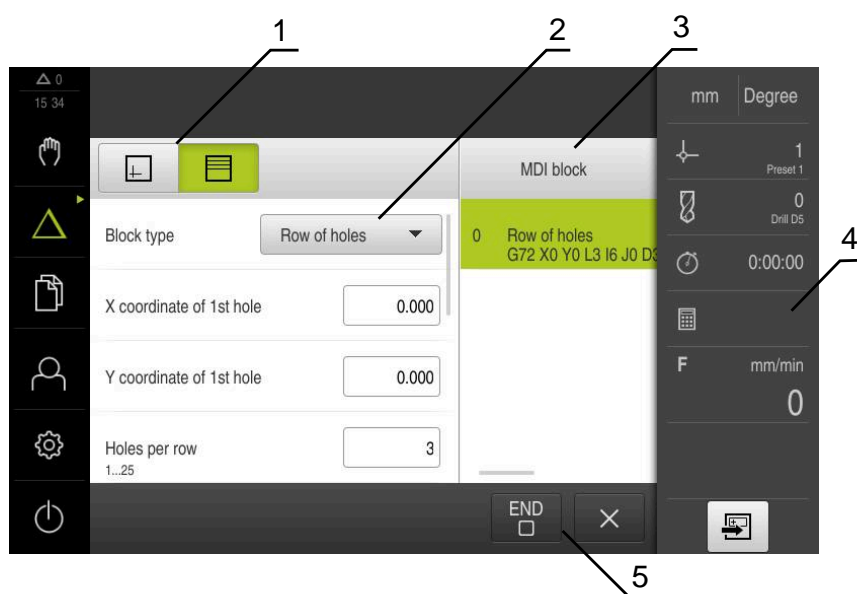 1
2
3
0
15 34
mm Degree
1
Preset 1
MDI block
0
Drill D5
Block type Row of holes
0 Row of holes
G72 X0 Y0 L3 I6 J0 D3
4
0:00:00
X coordinate of 1st hole 0.000
F mm/min
0
Y coordinate of 1st hole 0.000
Holes per row 3
1...25
END
5